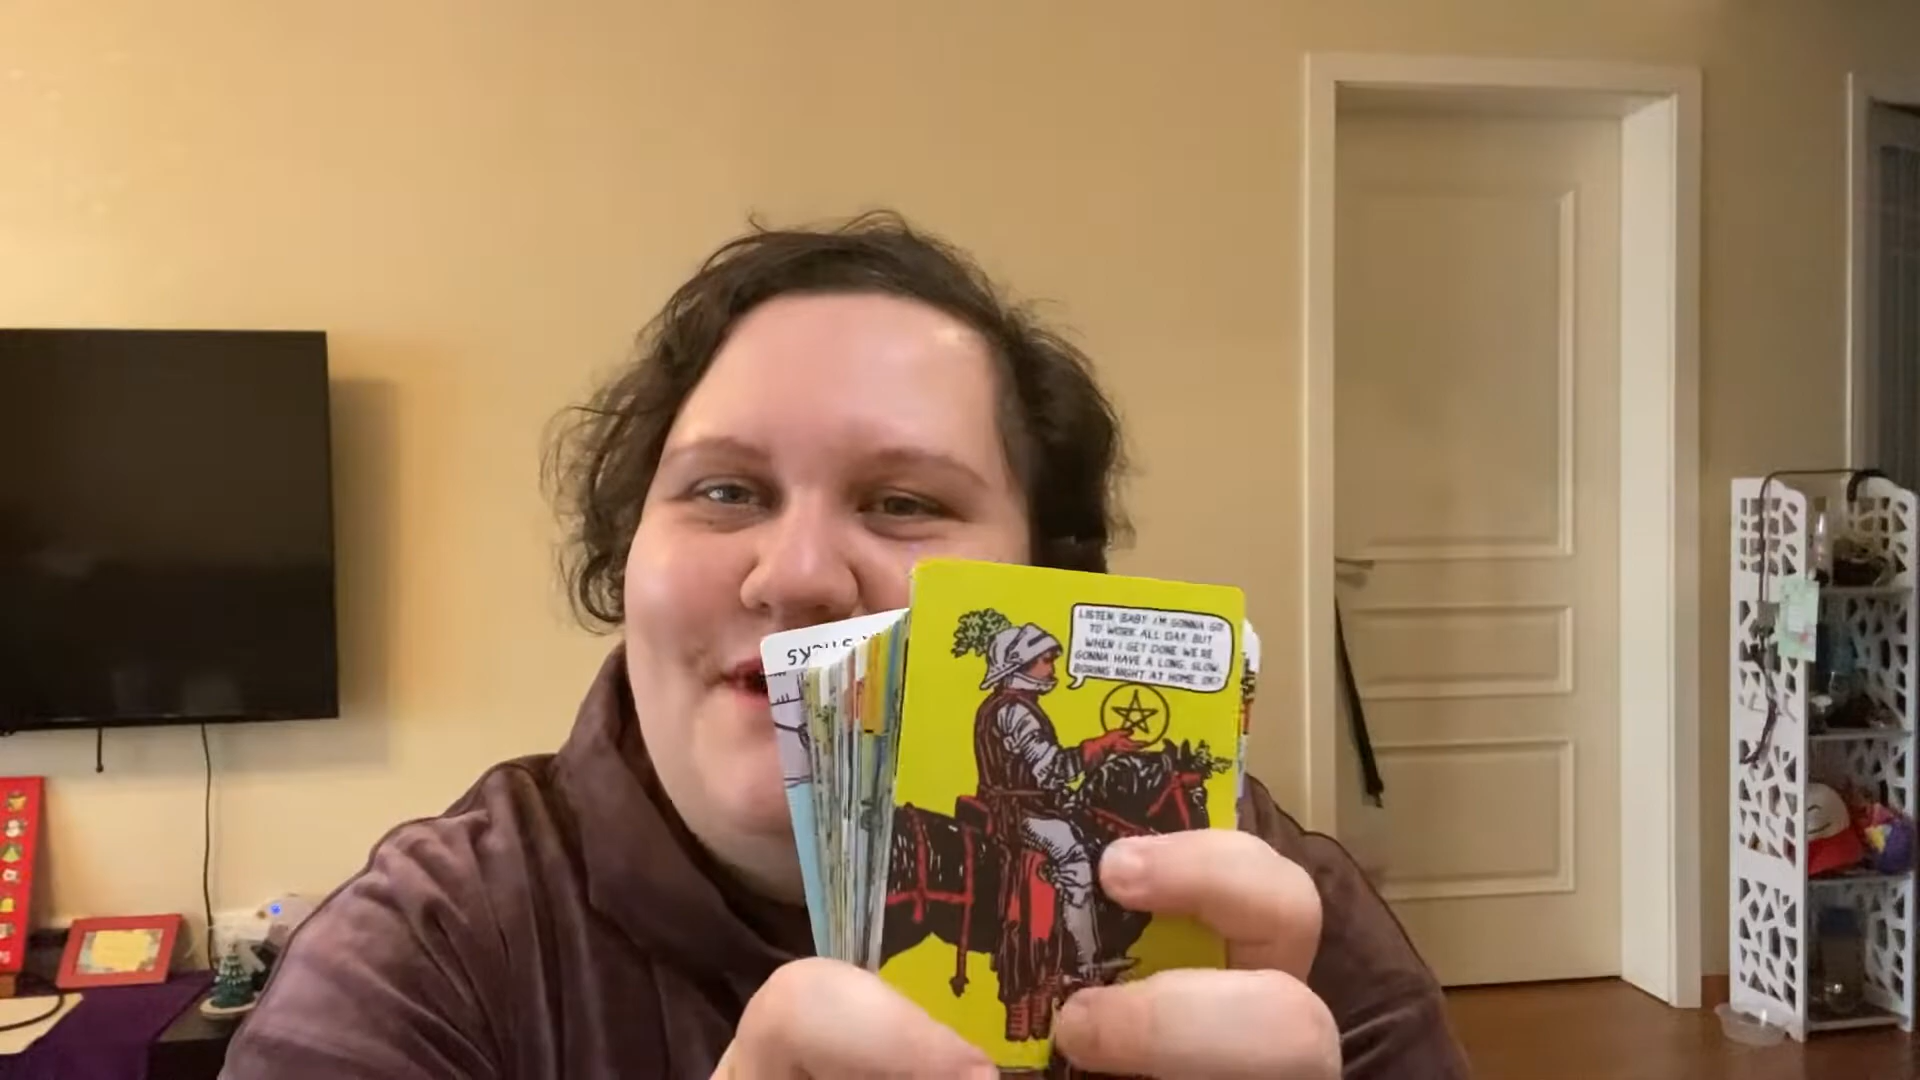 LISTEN, BABY. I'M GONNA GO
TO WORK ALL DAY, BUT
WHEN I GET DONE WE'RE
GONNA HAVE A LONG, SLOW,
BORING NIGHT AT HOME, OK?
STICKS